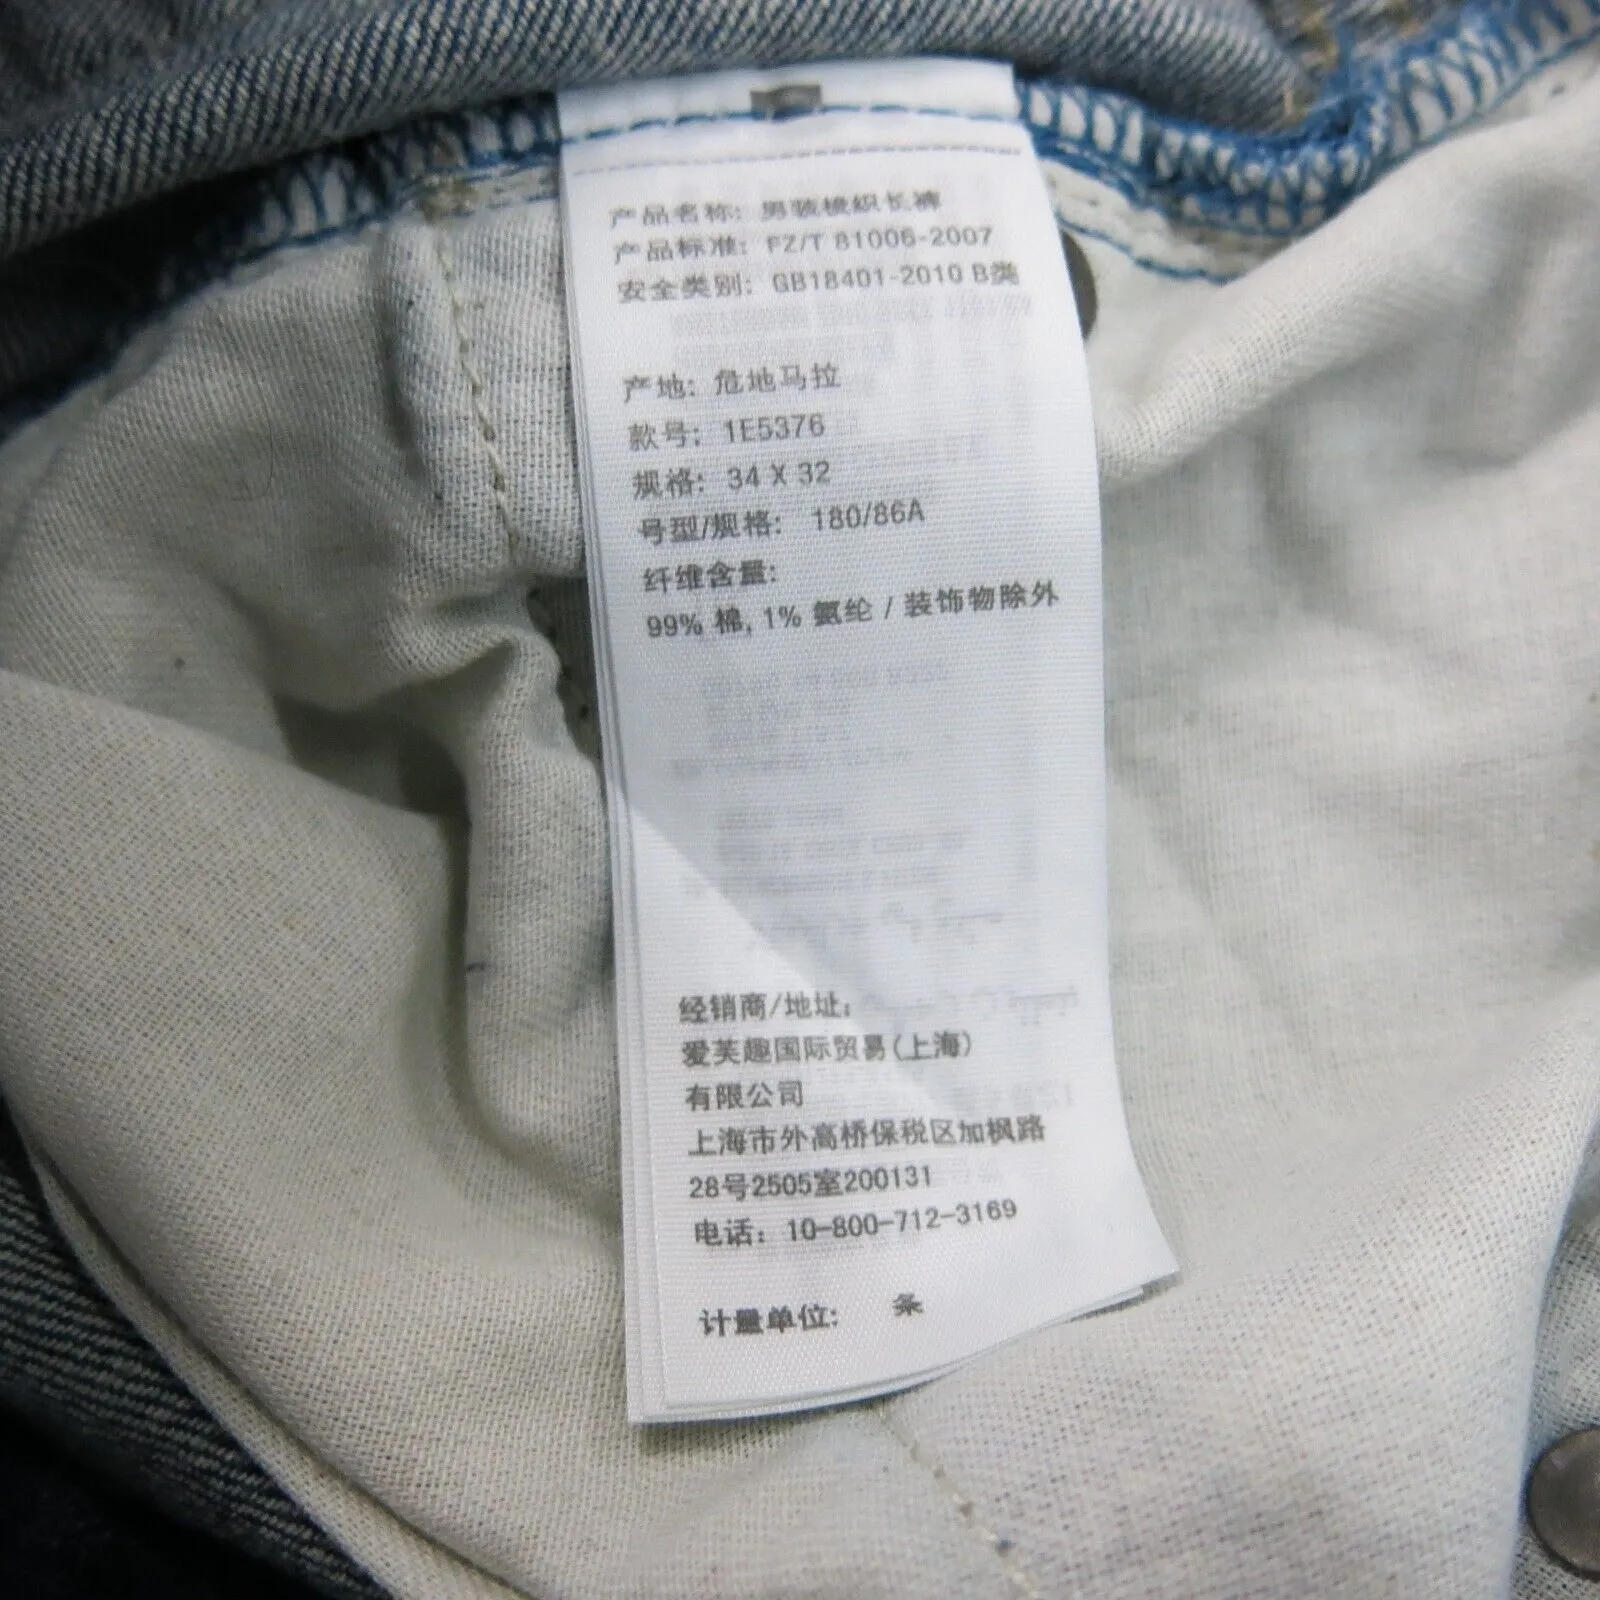 产品名称: 男装梭织长裤
产品标准: FZ/T 81006-2007
安全类别: GB18401-2010 B类
产地: 危地马拉
款号: 1E5376
规格: 34 X 32
号型/规格: 180/86A
纤维含量:
99% 棉, 1% 氨纶 / 装饰物除外
经销商/地址:
爱芙趣国际贸易(上海)
有限公司
上海市外高桥保税区加枫路
28号2505室200131
电话: 10-800-712-3169
计量单位: 条